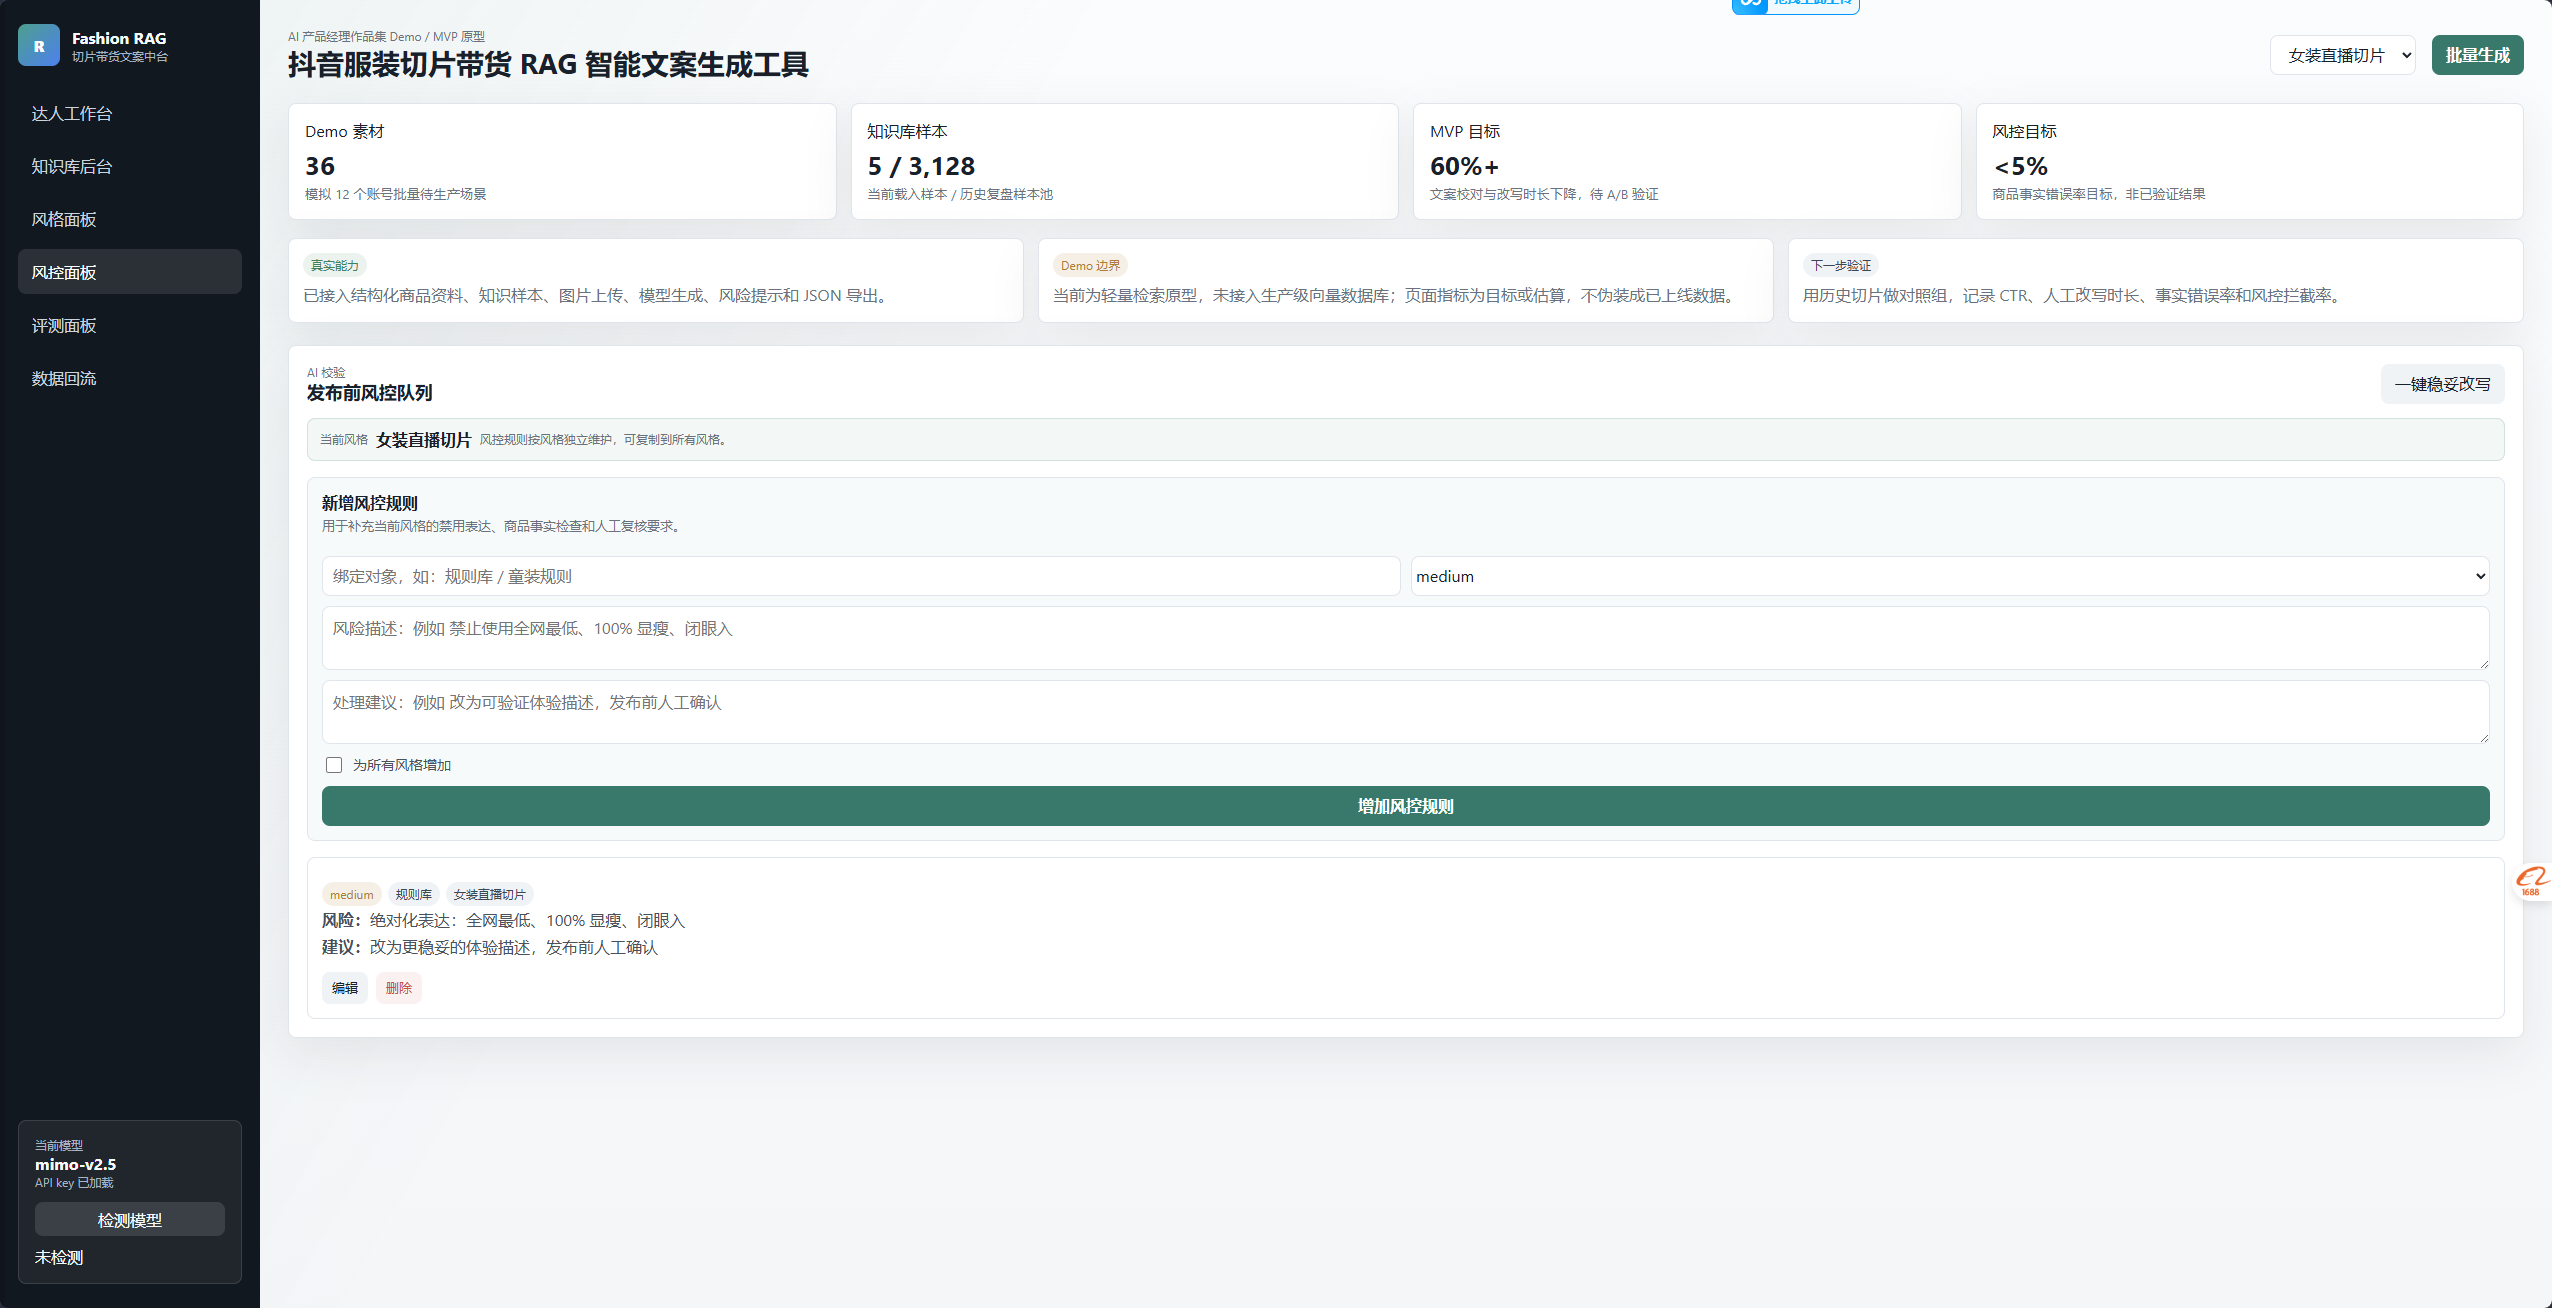 R
Fashion RAG
切片带货文案中台
达人工作台
知识库后台
风格面板
风控面板
评测面板
数据回流
当前模型
mimo-v2.5
API key 已加载
检测模型
未检测
AI 产品经理作品集 Demo / MVP 原型
抖音服装切片带货 RAG 智能文案生成工具
女装直播切片
批量生成
Demo 素材
36
模拟 12 个账号批量待生产场景
知识库样本
5 / 3,128
当前载入样本 / 历史复盘样本池
MVP 目标
60%+
文案校对与改写时长下降，待 A/B 验证
风控目标
<5%
商品事实错误率目标，非已验证结果
真实能力
已接入结构化商品资料、知识样本、图片上传、模型生成、风险提示和 JSON 导出。
Demo 边界
当前为轻量检索原型，未接入生产级向量数据库；页面指标为目标或估算，不伪装成已上线数据。
下一步验证
用历史切片做对照组，记录 CTR、人工改写时长、事实错误率和风控拦截率。
AI 校验
发布前风控队列
一键稳妥改写
当前风格 女装直播切片 风控规则按风格独立维护，可复制到所有风格。
新增风控规则
用于补充当前风格的禁用表达、商品事实检查和人工复核要求。
绑定对象，如：规则库 / 童装规则
medium
风险描述：例如 禁止使用全网最低、100% 显瘦、闭眼入
处理建议：例如 改为可验证体验描述，发布前人工确认
为所有风格增加
增加风控规则
medium 规则库 女装直播切片
风险：绝对化表达：全网最低、100% 显瘦、闭眼入
建议：改为更稳妥的体验描述，发布前人工确认
编辑 删除
1688